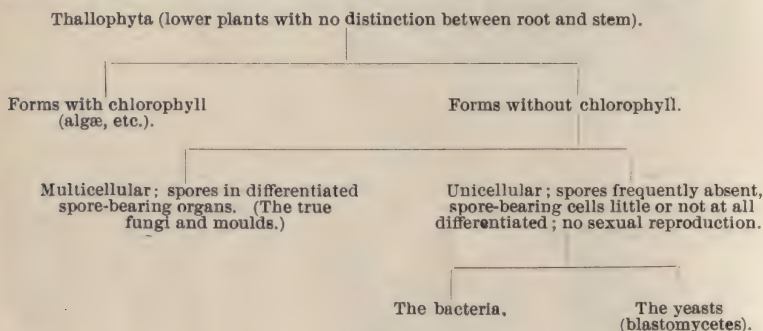 Thallophyta (lower plants with no distinction between root and stem).
Forms with chlorophyll
(algæ, etc.).
Forms without chlorophyll.
Multicellular; spores in differentiated
spore-bearing organs. (The true
fungi and moulds.)
Unicellular; spores frequently absent,
spore-bearing cells little or not at all
differentiated; no sexual reproduction.
The bacteria.
The yeasts
(blastomycetes).